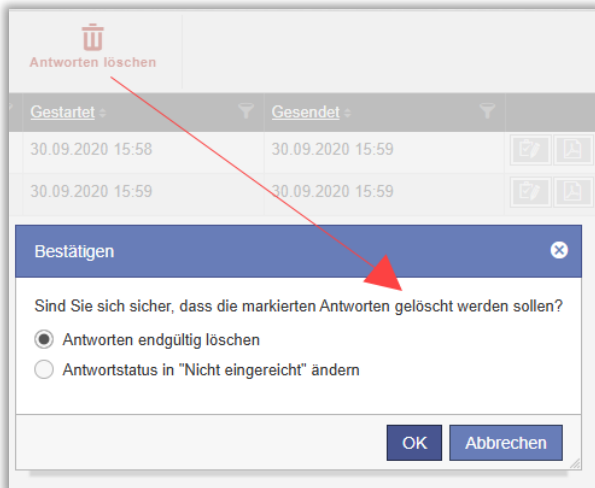 Antworten löschen
Gestartet Gesendet
30.09.2020 15:58 30.09.2020 15:59
30.09.2020 15:59 30.09.2020 15:59
Bestätigen
Sind Sie sich sicher, dass die markierten Antworten gelöscht werden sollen?
Antworten endgültig löschen
Antwortstatus in "Nicht eingereicht" ändern
OK Abbrechen